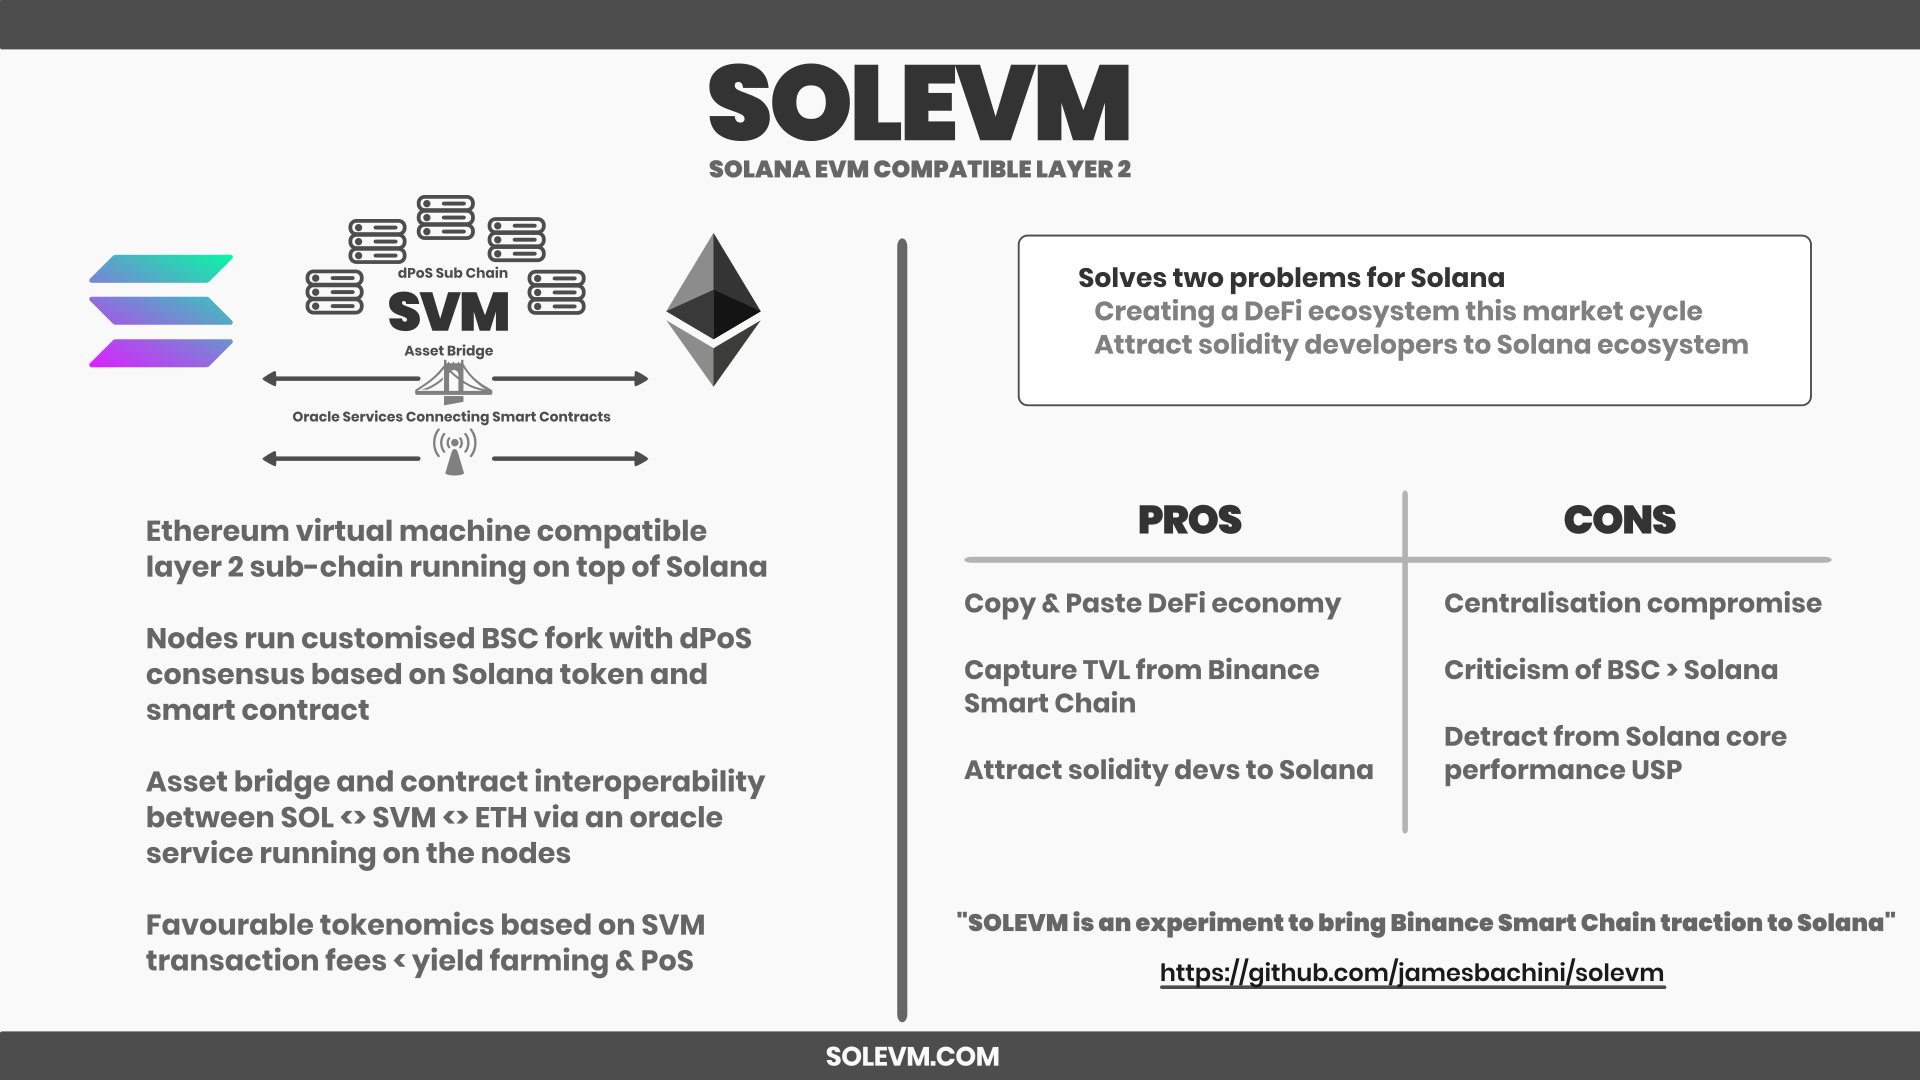 SOLEVM
SOLANA EVM COMPATIBLE LAYER 2
dPoS Sub Chain
SVM
Asset Bridge
Oracle Services Connecting Smart Contracts
Ethereum virtual machine compatible
layer 2 sub-chain running on top of Solana
Nodes run customised BSC fork with dPoS
consensus based on Solana token and
smart contract
Asset bridge and contract interoperability
between SOL <> SVM <> ETH via an oracle
service running on the nodes
Favourable tokenomics based on SVM
transaction fees < yield farming & PoS
Solves two problems for Solana
Creating a DeFi ecosystem this market cycle
Attract solidity developers to Solana ecosystem
PROS
Copy & Paste DeFi economy
Capture TVL from Binance
Smart Chain
Attract solidity devs to Solana
CONS
Centralisation compromise
Criticism of BSC > Solana
Detract from Solana core
performance USP
"SOLEVM is an experiment to bring Binance Smart Chain traction to Solana"
https://github.com/jamesbachini/solevm
SOLEVM.COM